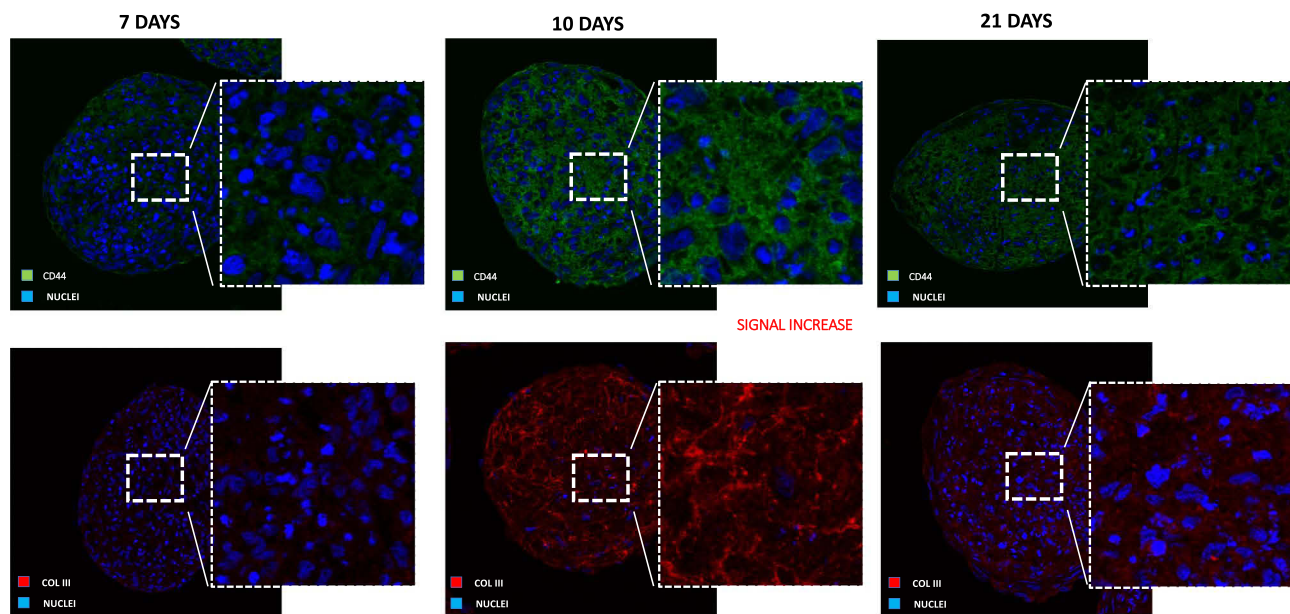 7 DAYS
10 DAYS
21 DAYS
CD44
NUCLEI
CD44
NUCLEI
CD44
NUCLEI
SIGNAL INCREASE
COL III
NUCLEI
COL III
NUCLEI
COL III
NUCLEI